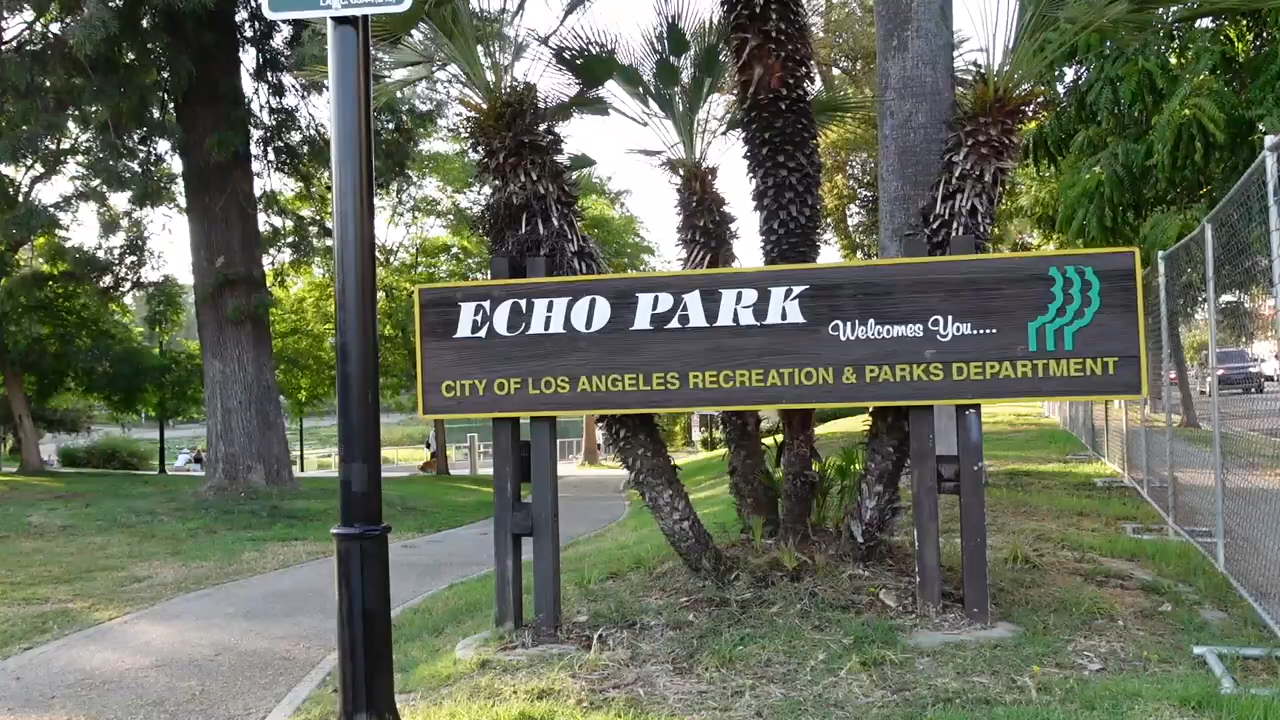 ECHO PARK
Welcomes You....
CITY OF LOS ANGELES RECREATION & PARKS DEPARTMENT